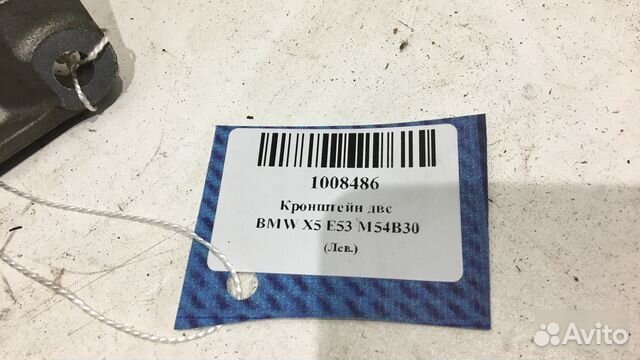 1008486
Кронштейн двс
BMW X5 E53 M54B30
(Лев.)
Avito